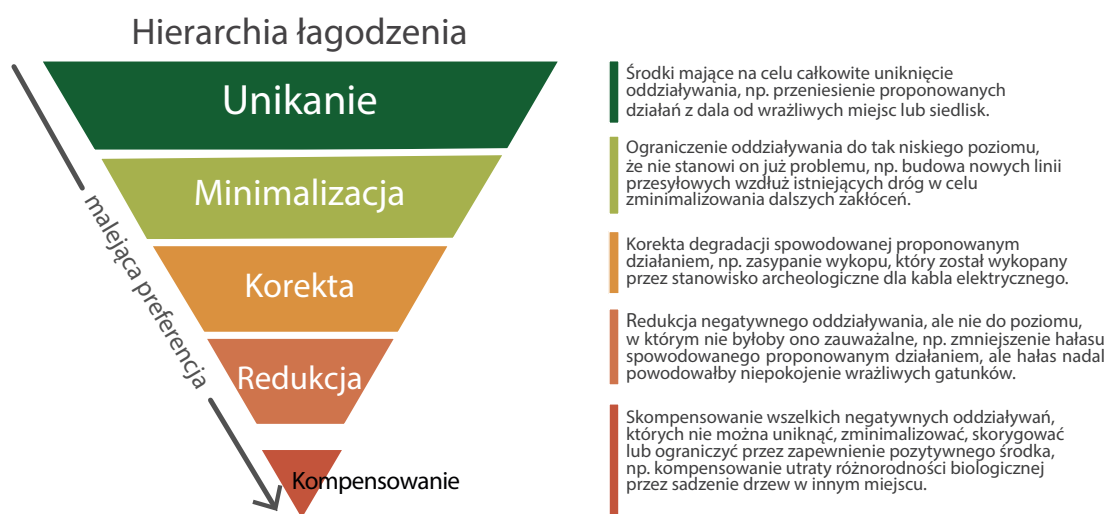 Hierarchia łagodzenia
Unikanie
Środki mające na celu całkowite uniknięcie
oddziaływania, np. przeniesienie proponowanych
działań z dala od wrażliwych miejsc lub siedlisk.
Minimalizacja
Ograniczenie oddziaływania do tak niskiego poziomu,
że nie stanowi on już problemu, np. budowa nowych linii
przesyłowych wzdłuż istniejących dróg w celu
zminimalizowania dalszych zakłóceń.
malejąca preferencja
Korekta
Korekta degradacji spowodowanej proponowanym
działaniem, np. zasypanie wykopu, który został wykopany
przez stanowisko archeologiczne dla kabla elektrycznego.
Redukcja
Redukcja negatywnego oddziaływania, ale nie do poziomu,
w którym nie byłoby ono zauważalne, np. zmniejszenie hałasu
spowodowanego proponowanym działaniem, ale hałas nadal
powodowałby niepokojenie wrażliwych gatunków.
Kompensowanie
Skompensowanie wszelkich negatywnych oddziaływań,
których nie można uniknąć, zminimalizować, skorygować
lub ograniczyć przez zapewnienie pozytywnego środka,
np. kompensowanie utraty różnorodności biologicznej
przez sadzenie drzew w innym miejscu.